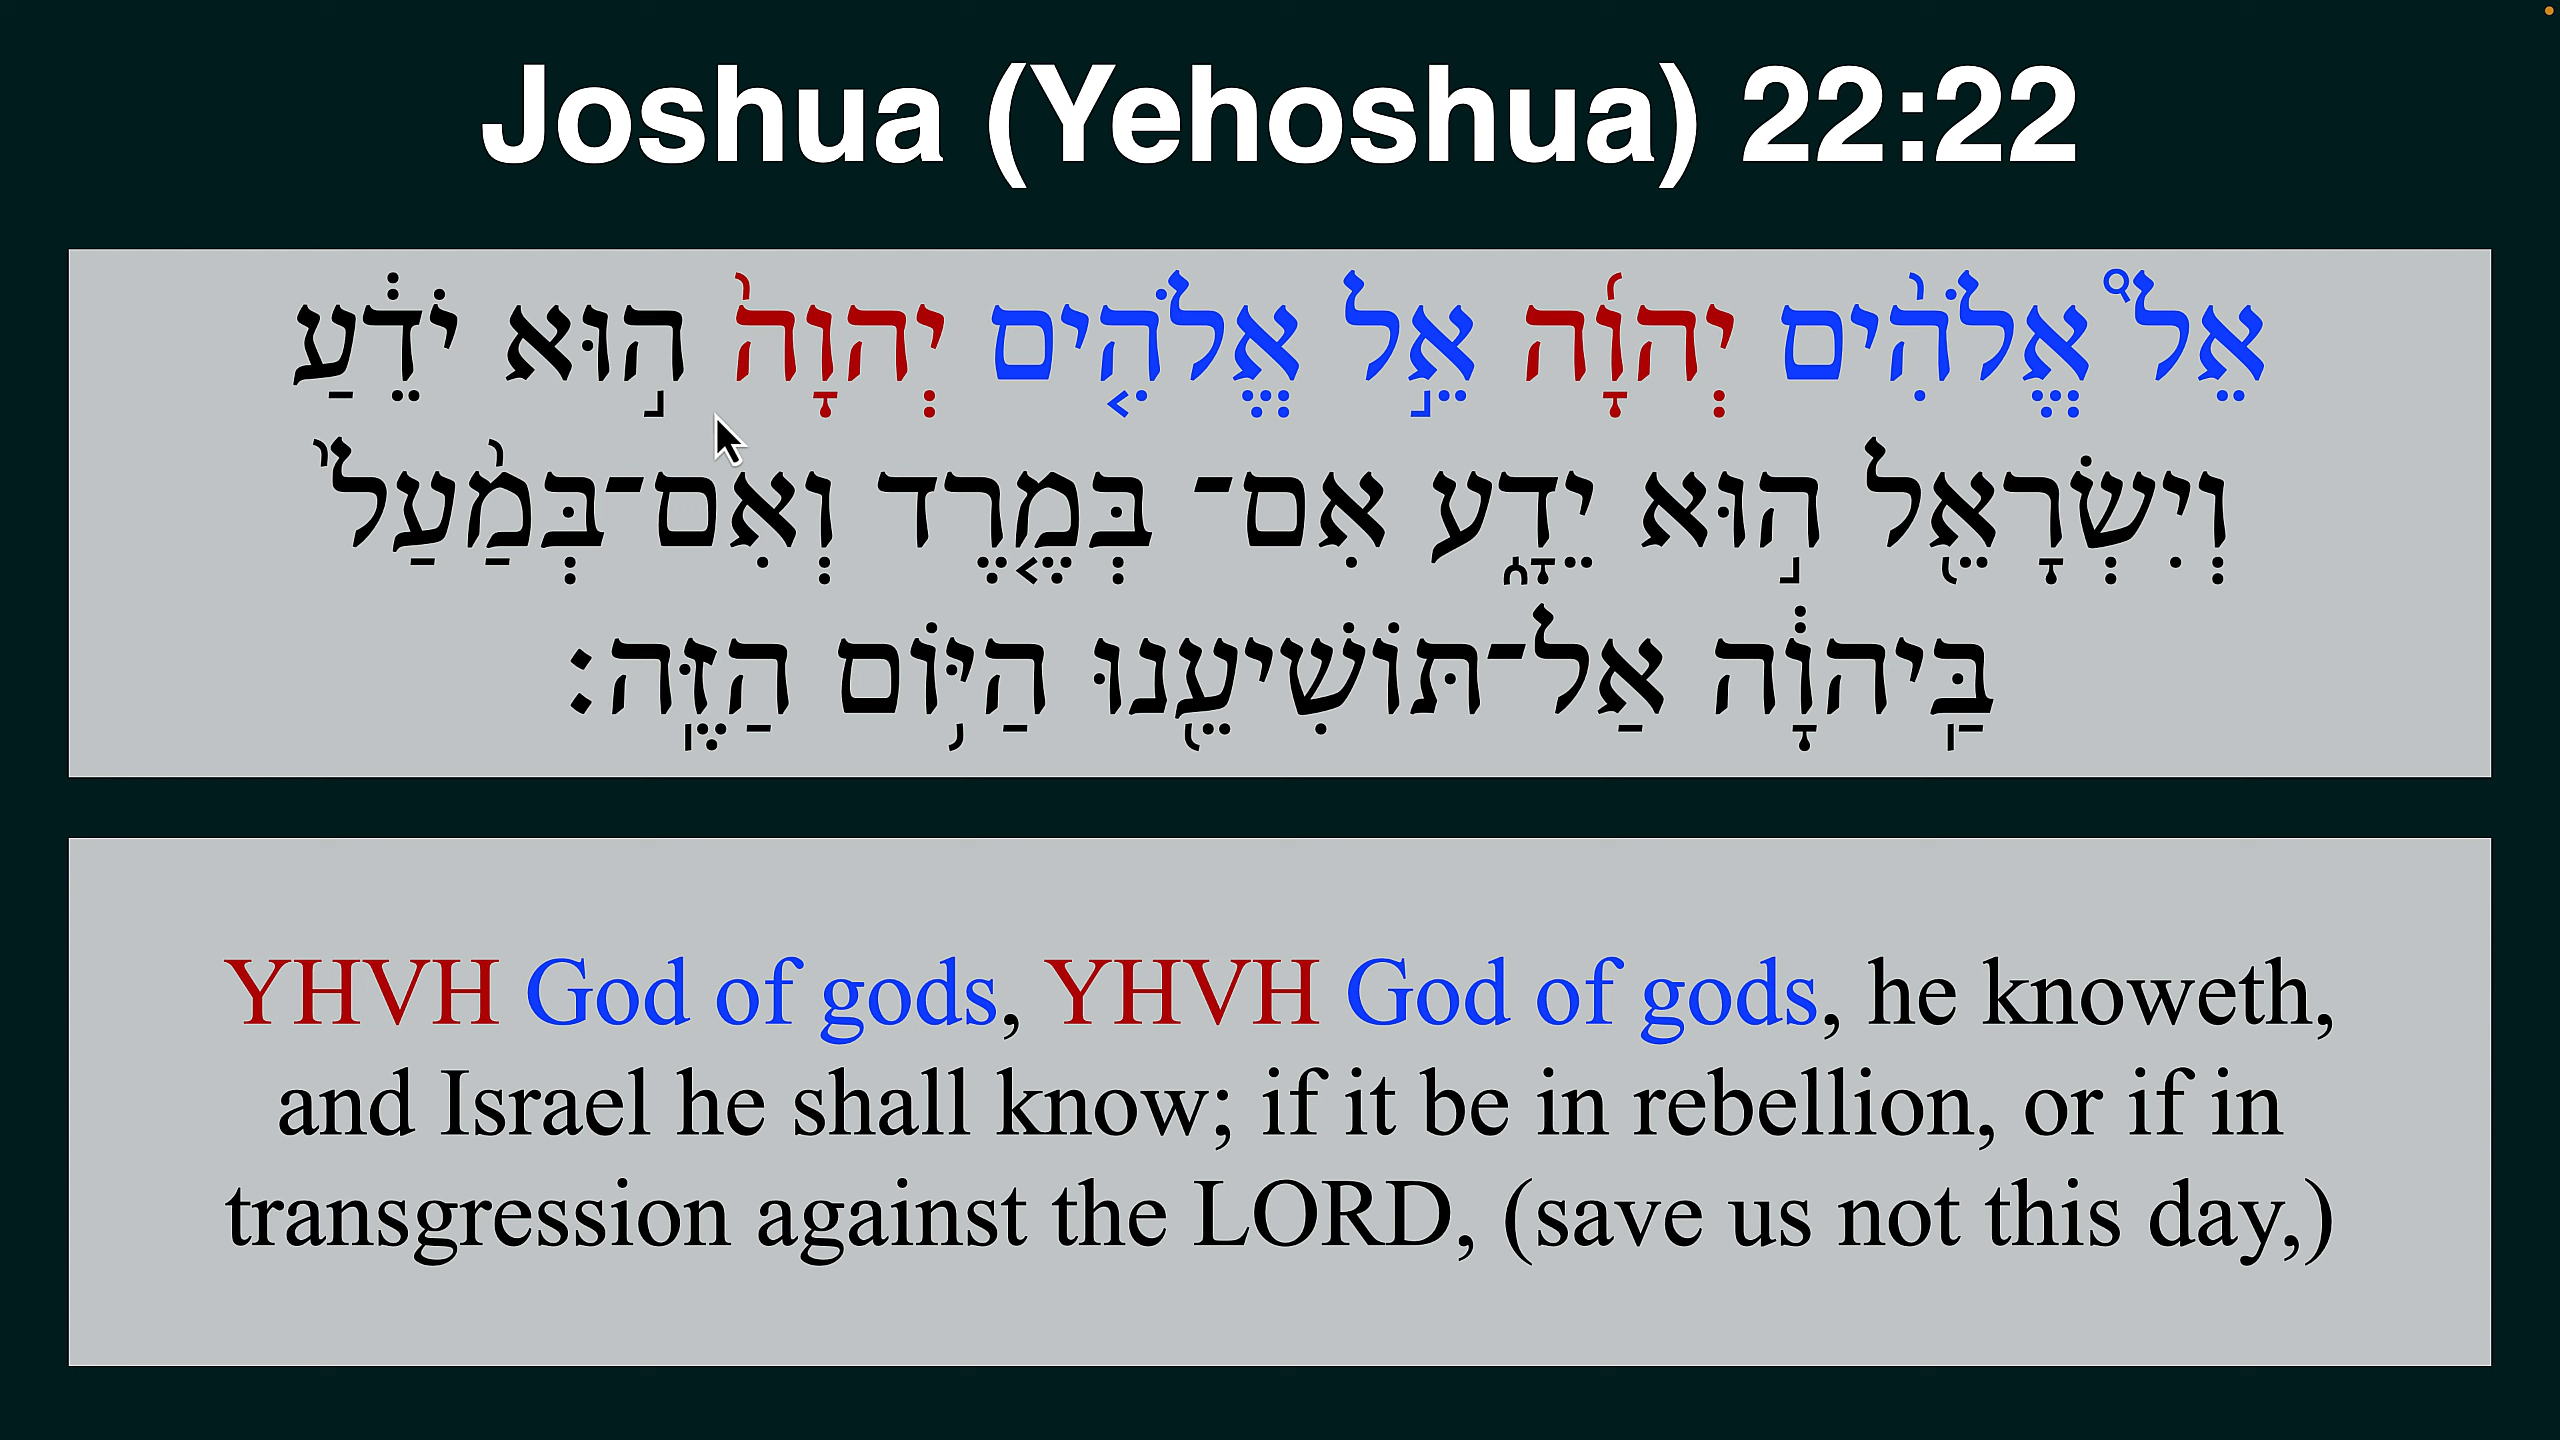 Joshua (Yehoshua) 22:22
אֵל֩ אֱלֹהִ֨ים יְהוָ֜ה אֵ֣ל אֱלֹהִ֤ים יְהוָה֙ ה֣וּא יֹדֵ֔עַ
וְיִשְׂרָאֵ֖ל ה֣וּא יֵדָ֑ע אִם־ בְּמֶ֤רֶד וְאִם־בְּמַ֙עַל֙
בַּֽיהוָ֔ה אַל־תּוֹשִׁיעֵ֖נוּ הַיּ֥וֹם הַזֶּֽה׃
YHVH God of gods, YHVH God of gods, he knoweth,
and Israel he shall know; if it be in rebellion, or if in
transgression against the LORD, (save us not this day,)